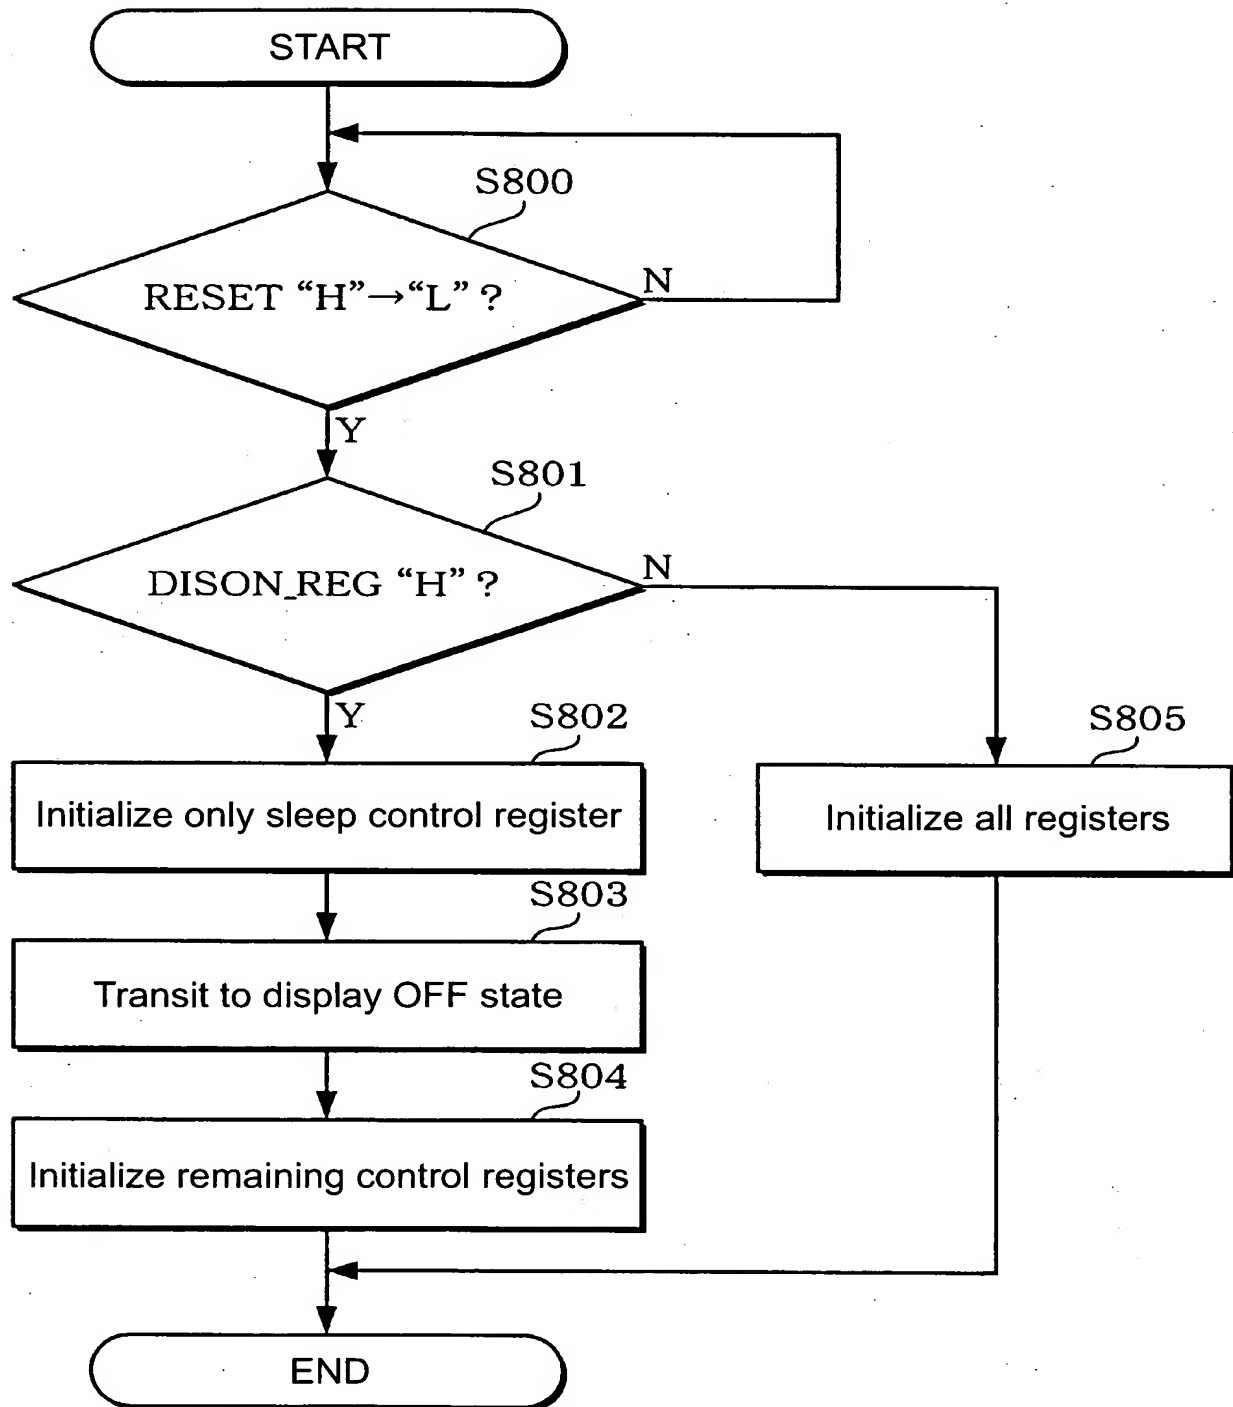 START
S800
RESET “H”→“L” ?
N
Y
S801
DISON_REG “H” ?
N
Y
S802
Initialize only sleep control register
S805
Initialize all registers
S803
Transit to display OFF state
S804
Initialize remaining control registers
END